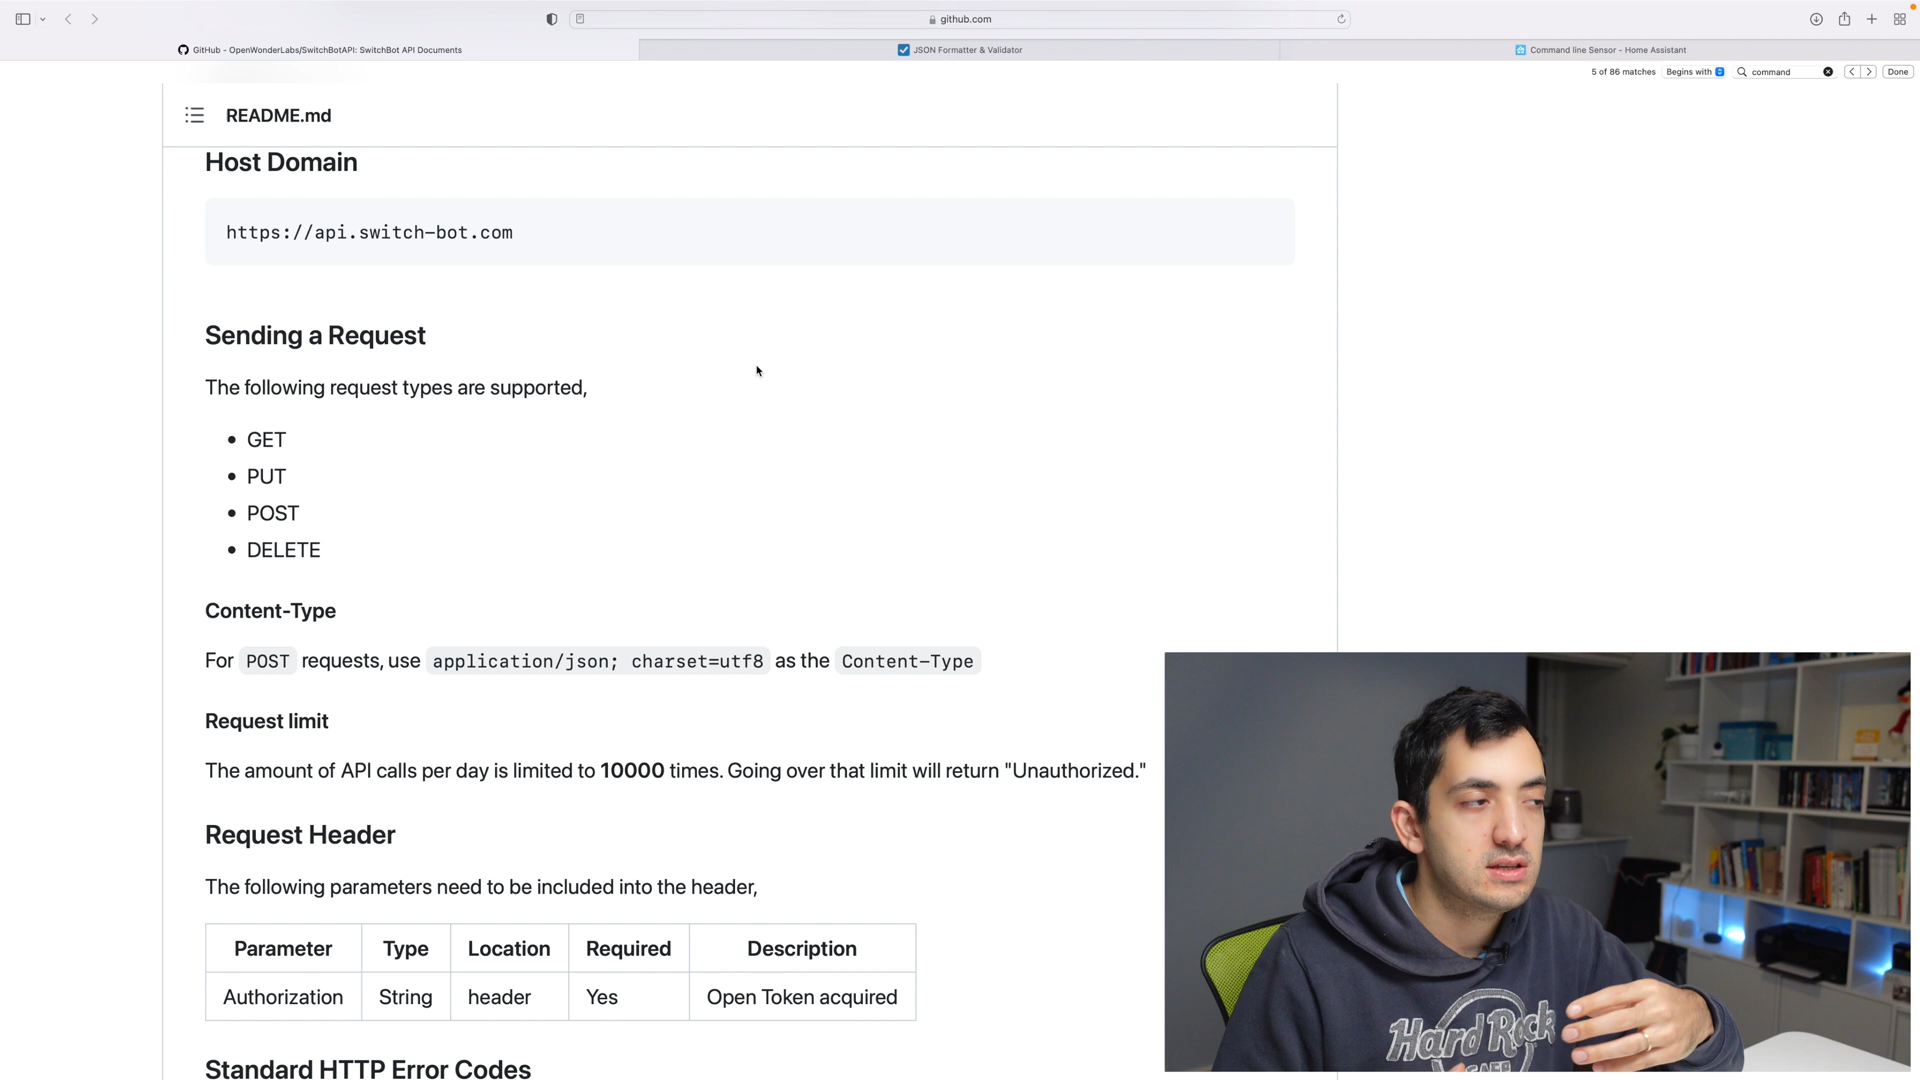 github.com
GitHub - OpenWonderLabs/SwitchBotAPI: SwitchBot API Documents
JSON Formatter & Validator
Command line Sensor - Home Assistant
5 of 86 matches
Begins with
command
Done
README.md
Host Domain
https://api.switch-bot.com
Sending a Request
The following request types are supported,
GET
PUT
POST
DELETE
Content-Type
For POST requests, use application/json; charset=utf8 as the Content-Type
Request limit
The amount of API calls per day is limited to 10000 times. Going over that limit will return "Unauthorized."
Request Header
The following parameters need to be included into the header,
Parameter Type Location Required Description
Authorization String header Yes Open Token acquired
Standard HTTP Error Codes
Hard Rock
CAFE